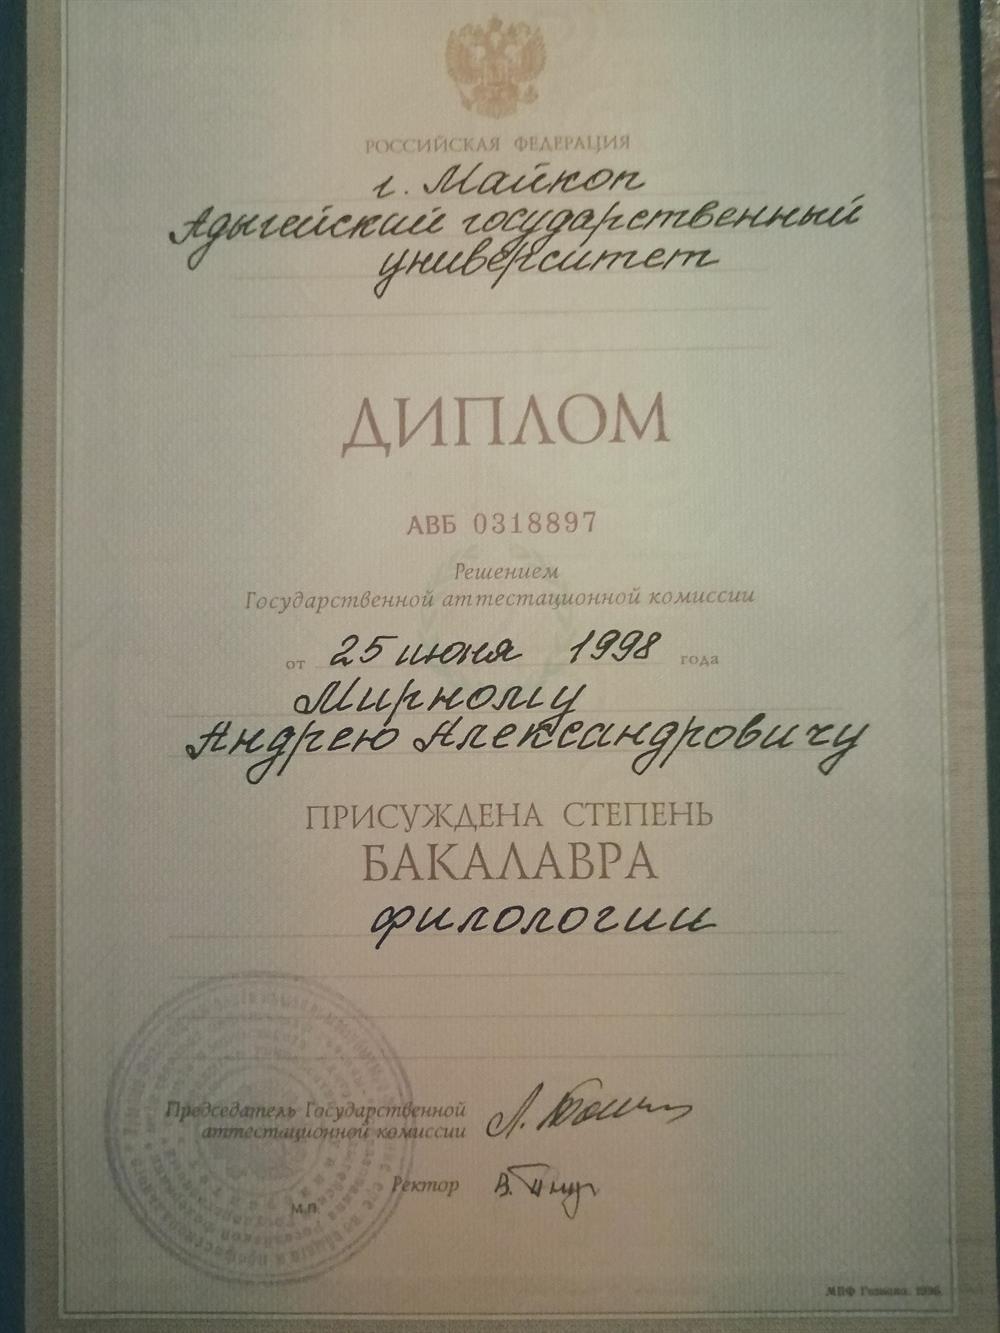 РОССИЙСКАЯ ФЕДЕРАЦИЯ
г. Майкоп
Адыгейский государственный
университет
ДИПЛОМ
АВБ 0318897
Решением
Государственной аттестационной комиссии
от 25 июня 1998 года
Мирному
Андрею Александровичу
ПРИСУЖДЕНА СТЕПЕНЬ
БАКАЛАВРА
филологии
Председатель Государственной
аттестационной комиссии
Ректор
М.П.
МПФ Гознака. 1996.